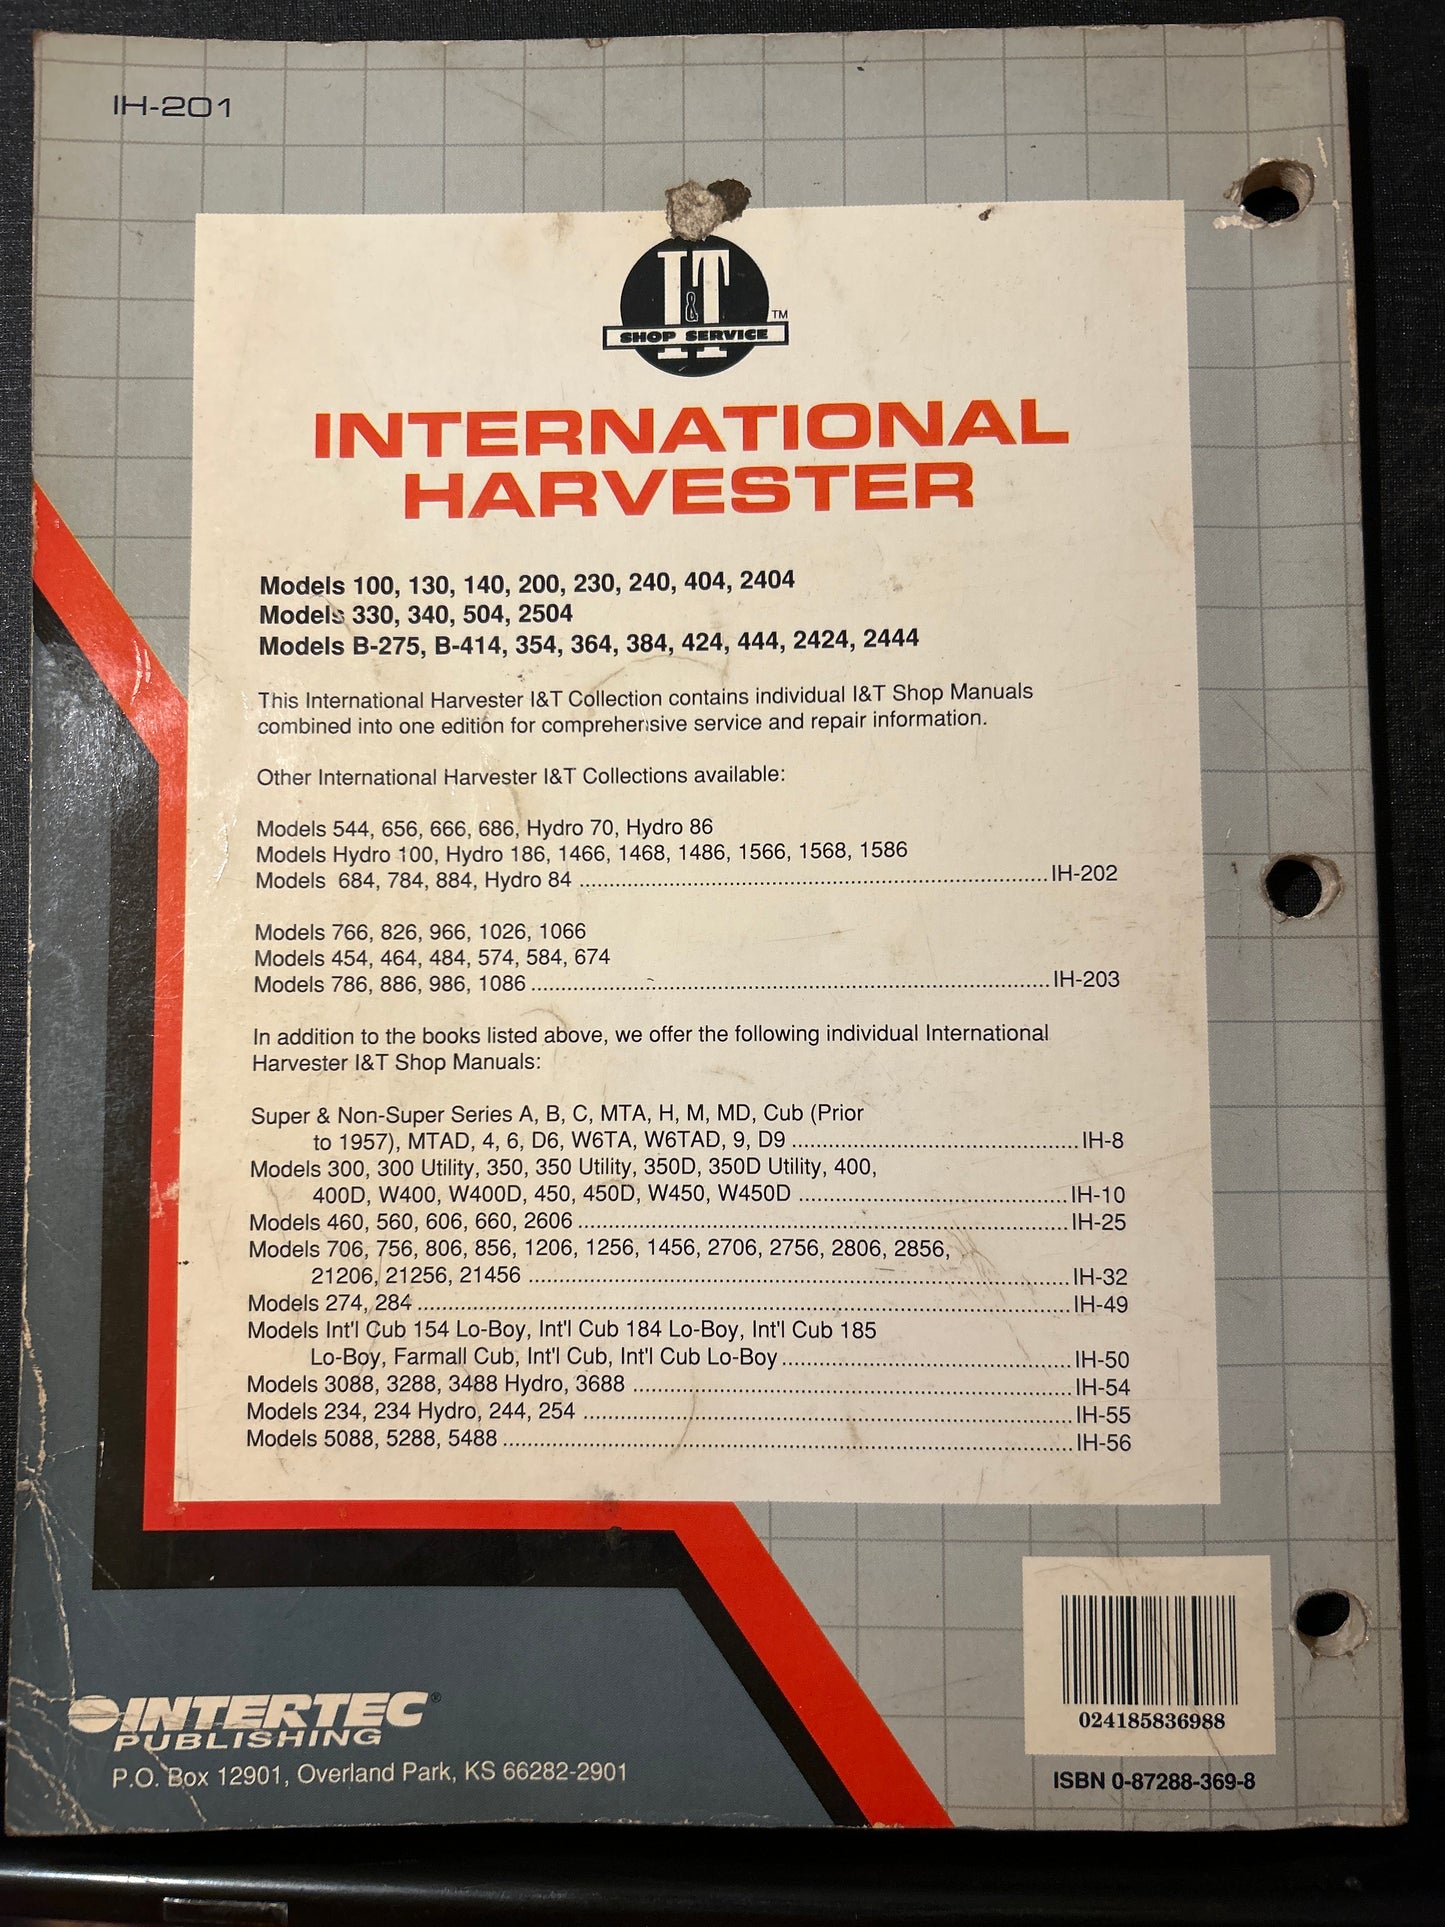 IH-201
I&T
SHOP SERVICE TM
INTERNATIONAL
HARVESTER
Models 100, 130, 140, 200, 230, 240, 404, 2404
Models 330, 340, 504, 2504
Models B-275, B-414, 354, 364, 384, 424, 444, 2424, 2444
This International Harvester I&T Collection contains individual I&T Shop Manuals
combined into one edition for comprehensive service and repair information.
Other International Harvester I&T Collections available:
Models 544, 656, 666, 686, Hydro 70, Hydro 86
Models Hydro 100, Hydro 186, 1466, 1468, 1486, 1566, 1568, 1586
Models 684, 784, 884, Hydro 84 ........ IH-202
Models 766, 826, 966, 1026, 1066
Models 454, 464, 484, 574, 584, 674
Models 786, 886, 986, 1086 ........ IH-203
In addition to the books listed above, we offer the following individual International
Harvester I&T Shop Manuals:
Super & Non-Super Series A, B, C, MTA, H, M, MD, Cub (Prior
to 1957), MTAD, 4, 6, D6, W6TA, W6TAD, 9, D9 ........ IH-8
Models 300, 300 Utility, 350, 350 Utility, 350D, 350D Utility, 400,
400D, W400, W400D, 450, 450D, W450, W450D ........ IH-10
Models 460, 560, 606, 660, 2606 ........ IH-25
Models 706, 756, 806, 856, 1206, 1256, 1456, 2706, 2756, 2806, 2856,
21206, 21256, 21456 ........ IH-32
Models 274, 284 ........ IH-49
Models Int'l Cub 154 Lo-Boy, Int'l Cub 184 Lo-Boy, Int'l Cub 185
Lo-Boy, Farmall Cub, Int'l Cub, Int'l Cub Lo-Boy ........ IH-50
Models 3088, 3288, 3488 Hydro, 3688 ........ IH-54
Models 234, 234 Hydro, 244, 254 ........ IH-55
Models 5088, 5288, 5488 ........ IH-56
INTERTEC®
PUBLISHING
P.O. Box 12901, Overland Park, KS 66282-2901
024185836988
ISBN 0-87288-369-8